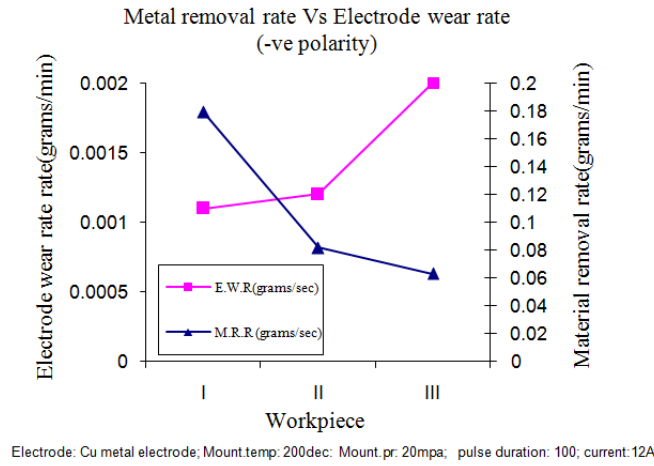 Metal removal rate Vs Electrode wear rate
(-ve polarity)
Electrode wear rate rate(grams/min)
0.002
0.0015
0.001
0.0005
0
0.2
0.18
0.16
0.14
0.12
0.1
0.08
0.06
0.04
0.02
0
Material removal rate(grams/min)
E.W.R(grams/sec)
M.R.R(grams/sec)
I II III
Workpiece
Electrode: Cu metal electrode; Mount.temp: 200dec: Mount.pr: 20mpa; pulse duration: 100; current:12A